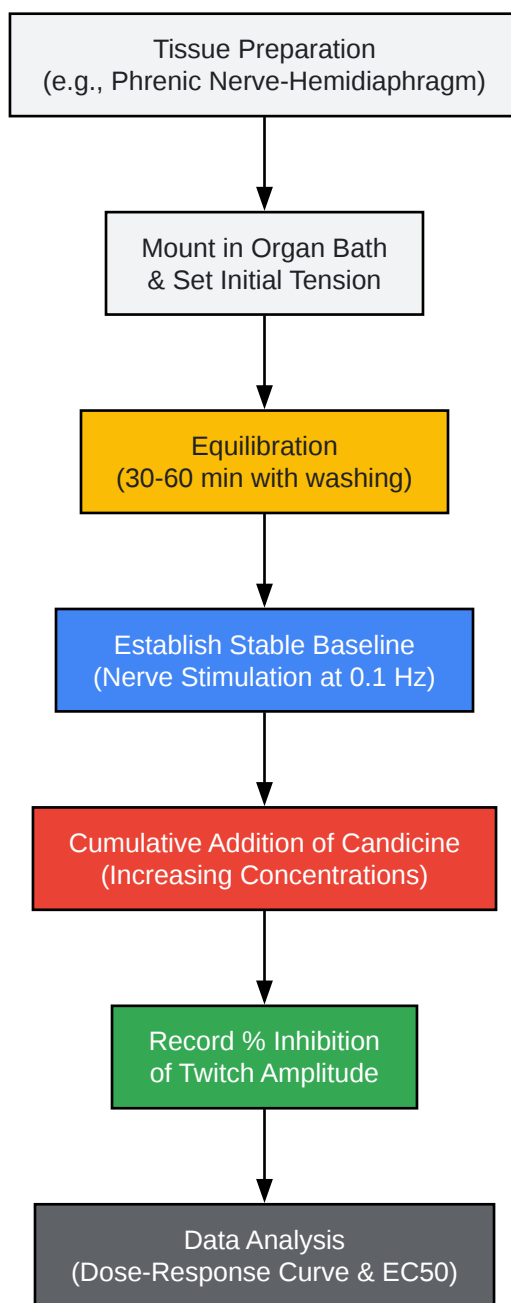 Tissue Preparation
(e.g., Phrenic Nerve-Hemidiaphragm)
Mount in Organ Bath
& Set Initial Tension
Equilibration
(30-60 min with washing)
Establish Stable Baseline
(Nerve Stimulation at 0.1 Hz)
Cumulative Addition of Candicine
(Increasing Concentrations)
Record % Inhibition
of Twitch Amplitude
Data Analysis
(Dose-Response Curve & EC50)